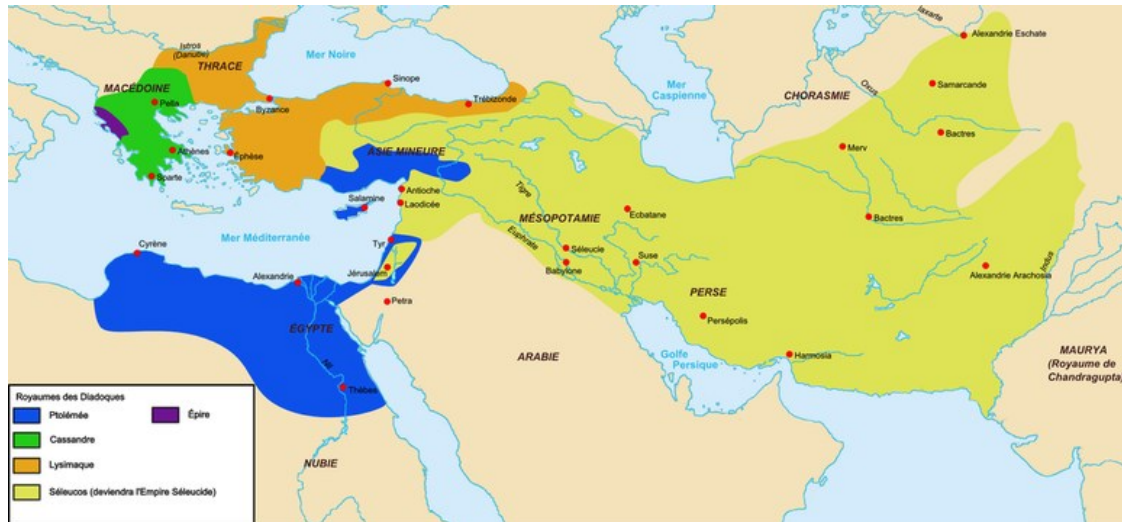 Iaxarte
Alexandrie Eschate
Istros
(Danube)
Mer Noire
THRACE
Sinope
Mer
Caspienne
Samarcande
MACÉDOINE
CHORASMIE
Oxus
Pella
Byzance
Trébizonde
Bactres
Merv
Athènes
Éphèse
ASIE MINEURE
Sparte
Antioche
Tigre
Salamine
Laodicée
Ecbatane
MÉSOPOTAMIE
Bactres
Cyrène
Mer Méditerranée
Tyr
Euphrate
Séleucie
Suse
Babylone
Jérusalem
Alexandrie
Alexandrie Arachosia
Indus
Petra
PERSE
ÉGYPTE
Persépolis
ARABIE
Golfe
Persique
Harmosia
MAURYA
(Royaume de
Chandragupta)
Nil
Thèbes
NUBIE
Royaumes des Diadoques
Ptolémée
Épire
Cassandre
Lysimaque
Séleucos (deviendra l'Empire Séleucide)